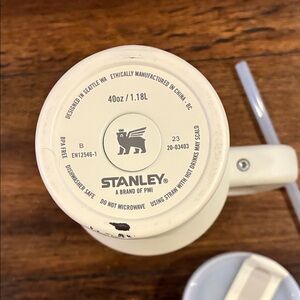 DESIGNED IN SEATTLE WA ETHICALLY MANUFACTURED IN CHINA - BC
40oz / 1.18L
BPA FREE
B
EN12546-1
23
20-03403
STANLEY®
A BRAND OF PMI
DISHWASHER SAFE DO NOT MICROWAVE USING STRAW WITH HOT DRINKS MAY SCALD